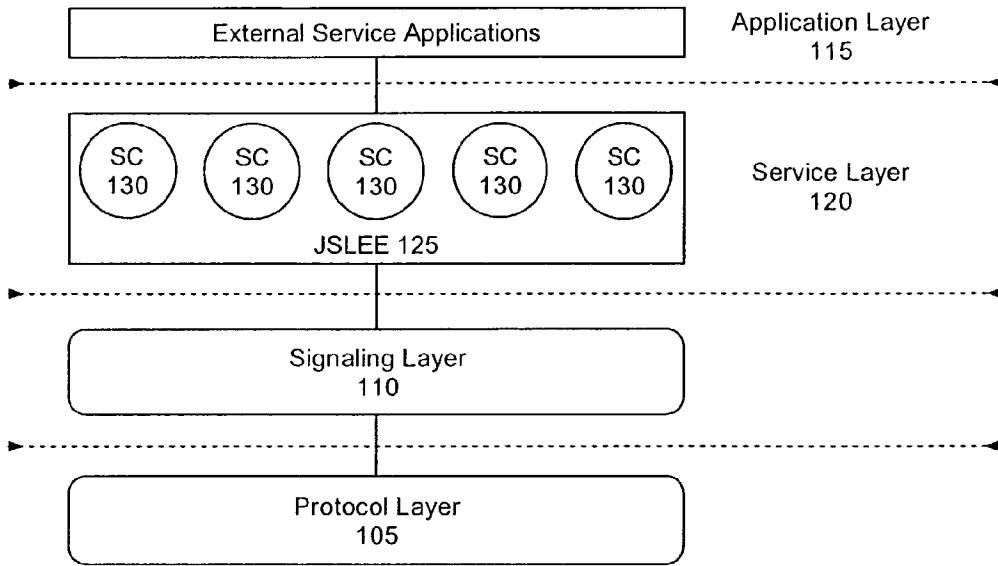 External Service Applications
Application Layer
115
SC
130
SC
130
SC
130
SC
130
SC
130
JSLEE 125
Service Layer
120
Signaling Layer
110
Protocol Layer
105